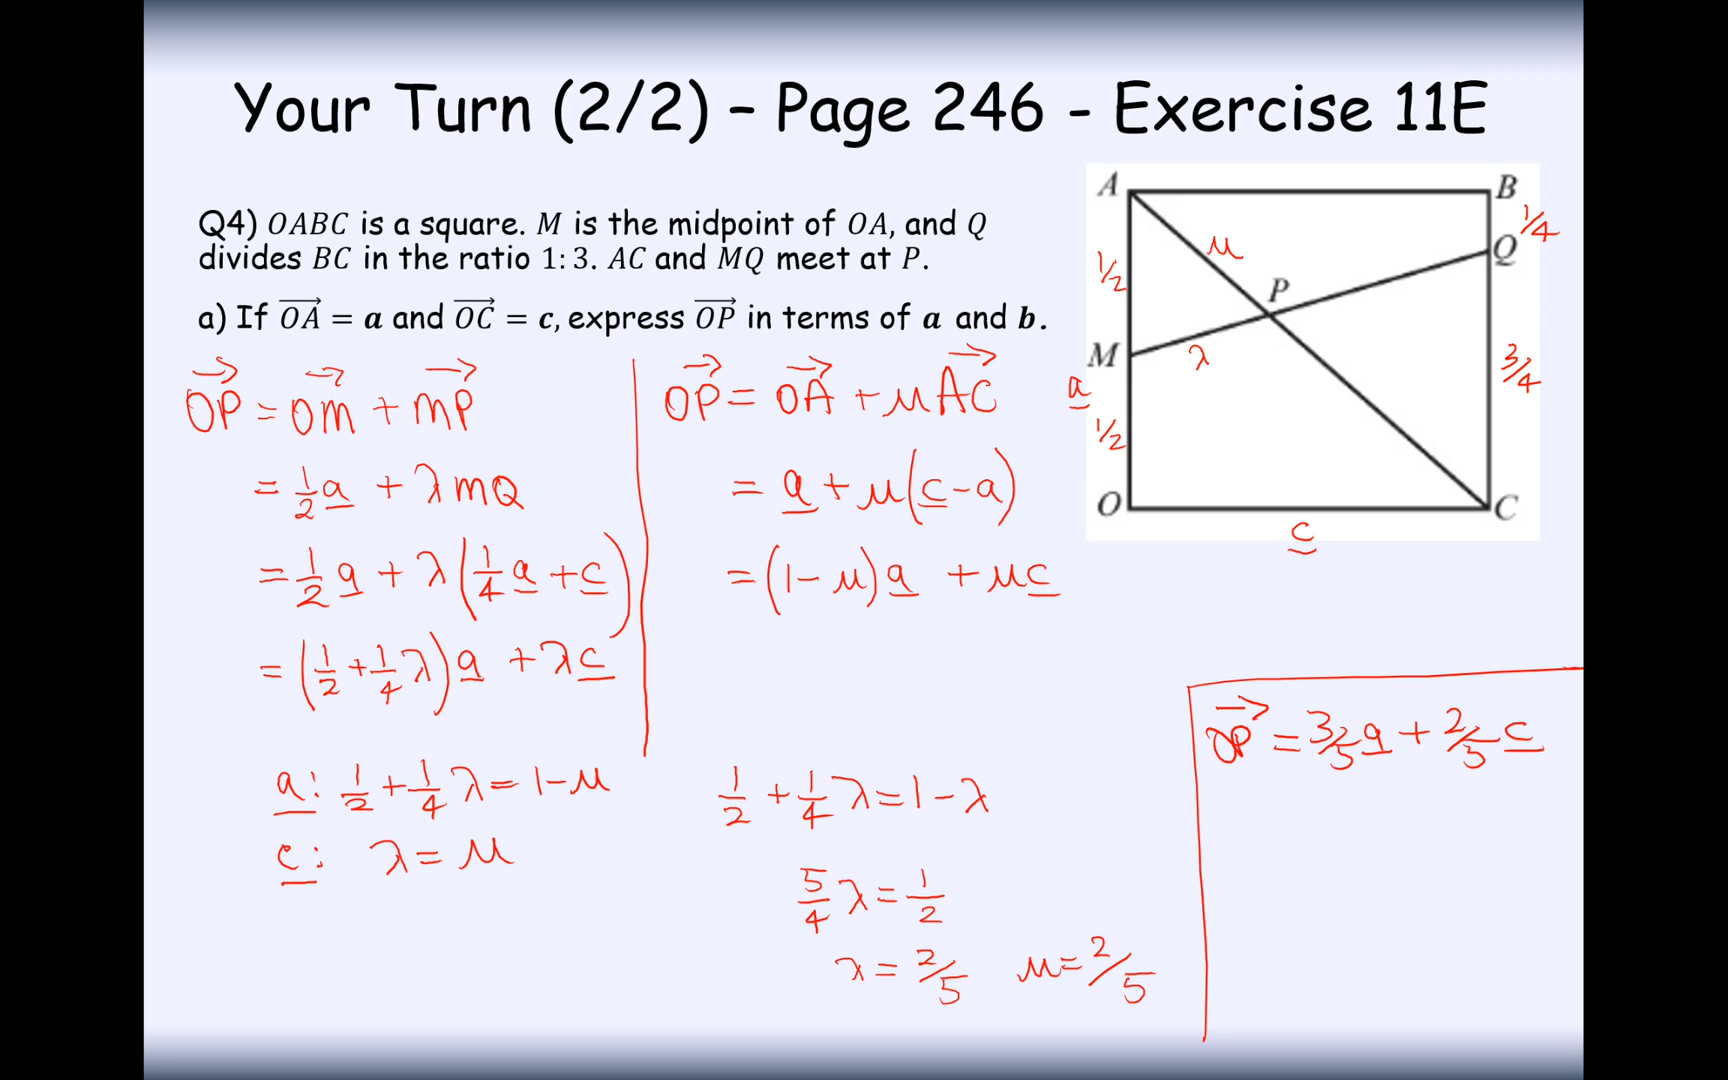 Your Turn (2/2) – Page 246 - Exercise 11E
Q4) OABC is a square. M is the midpoint of OA, and Q
divides BC in the ratio 1: 3. AC and MQ meet at P.
a) If OA⃗ = a and OC⃗ = c, express OP⃗ in terms of a and b.
OP⃗ = OM⃗ + MP⃗
= 1/2 a + λMQ
= 1/2 a + λ(1/4 a + c)
= (1/2 + 1/4 λ)a + λc
a: 1/2 + 1/4 λ = 1 - μ
c: λ = μ
OP⃗ = OA⃗ + μAC⃗
= a + μ(c - a)
= (1 - μ)a + μc
1/2 + 1/4 λ = 1 - λ
5/4 λ = 1/2
λ = 2/5 μ = 2/5
A B
1/4
μ Q
1/2
P
M λ 3/4
a
1/2
O C
c
OP⃗ = 3/5 a + 2/5 c